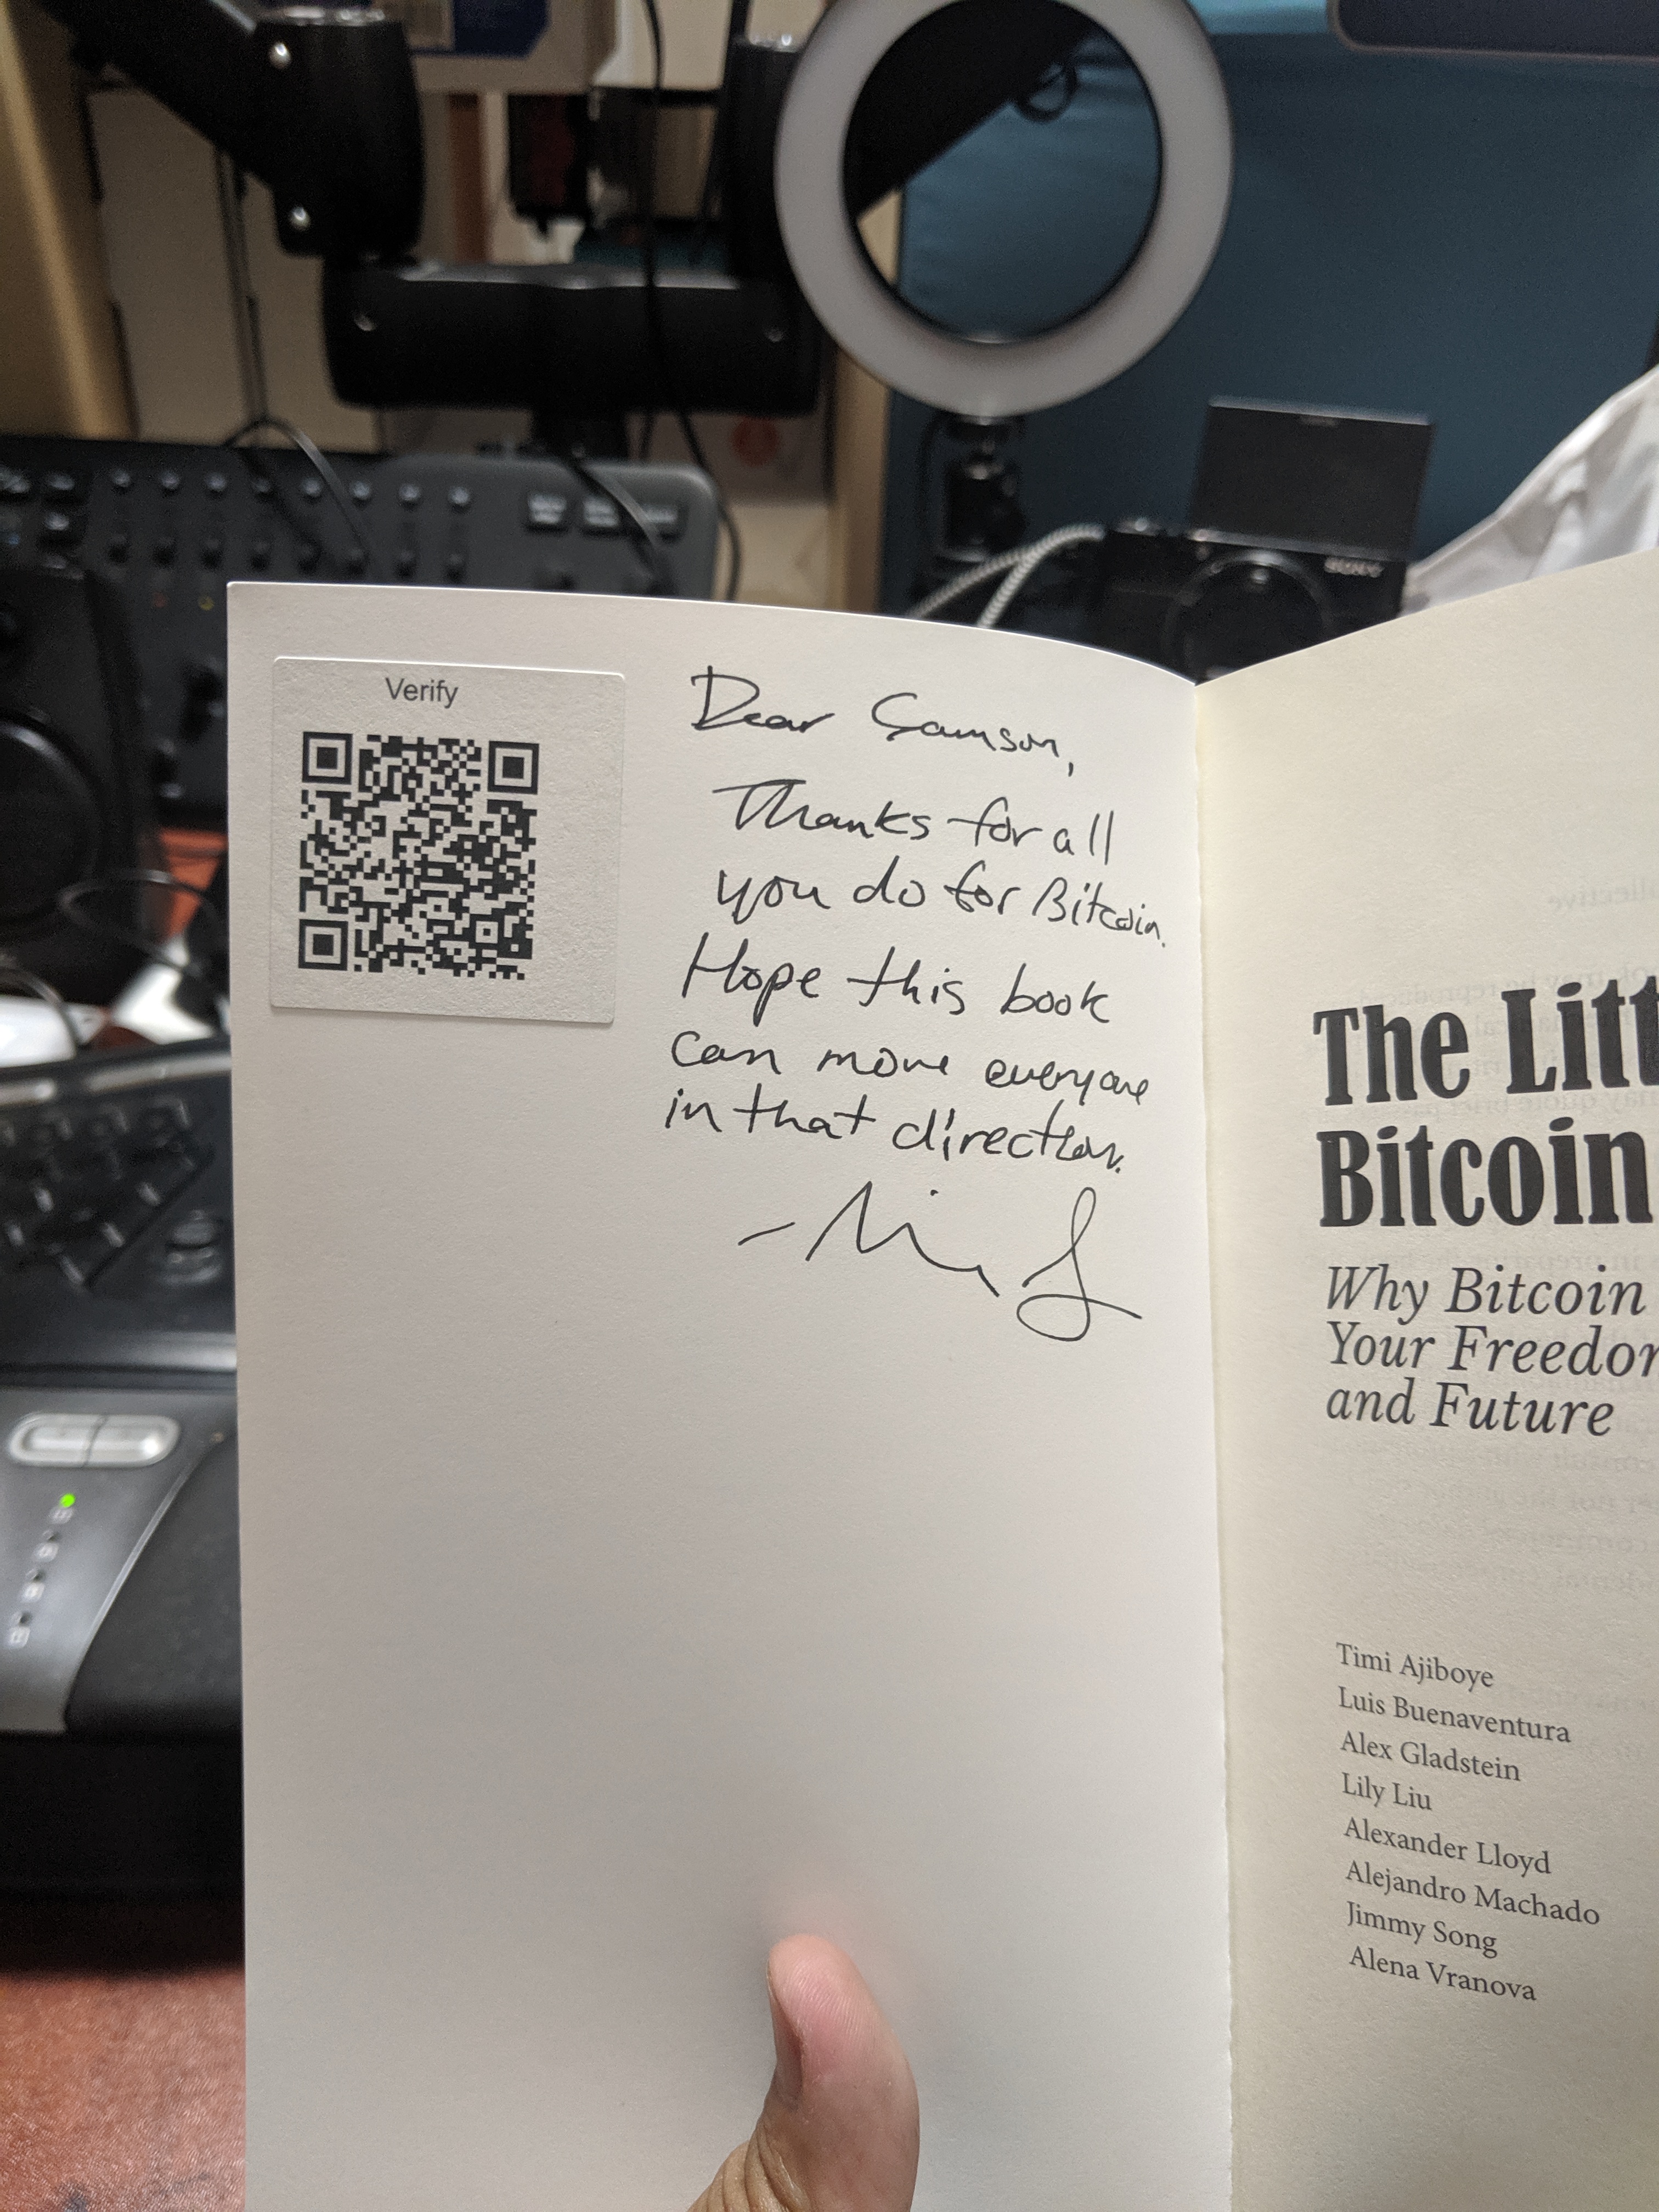 SONY
Verify
Dear Samson,
Thanks for all
you do for Bitcoin.
Hope this book
can move everyone
in that direction.
The Litt
Bitcoin
Why Bitcoin
Your Freedom
and Future
Timi Ajiboye
Luis Buenaventura
Alex Gladstein
Lily Liu
Alexander Lloyd
Alejandro Machado
Jimmy Song
Alena Vranova